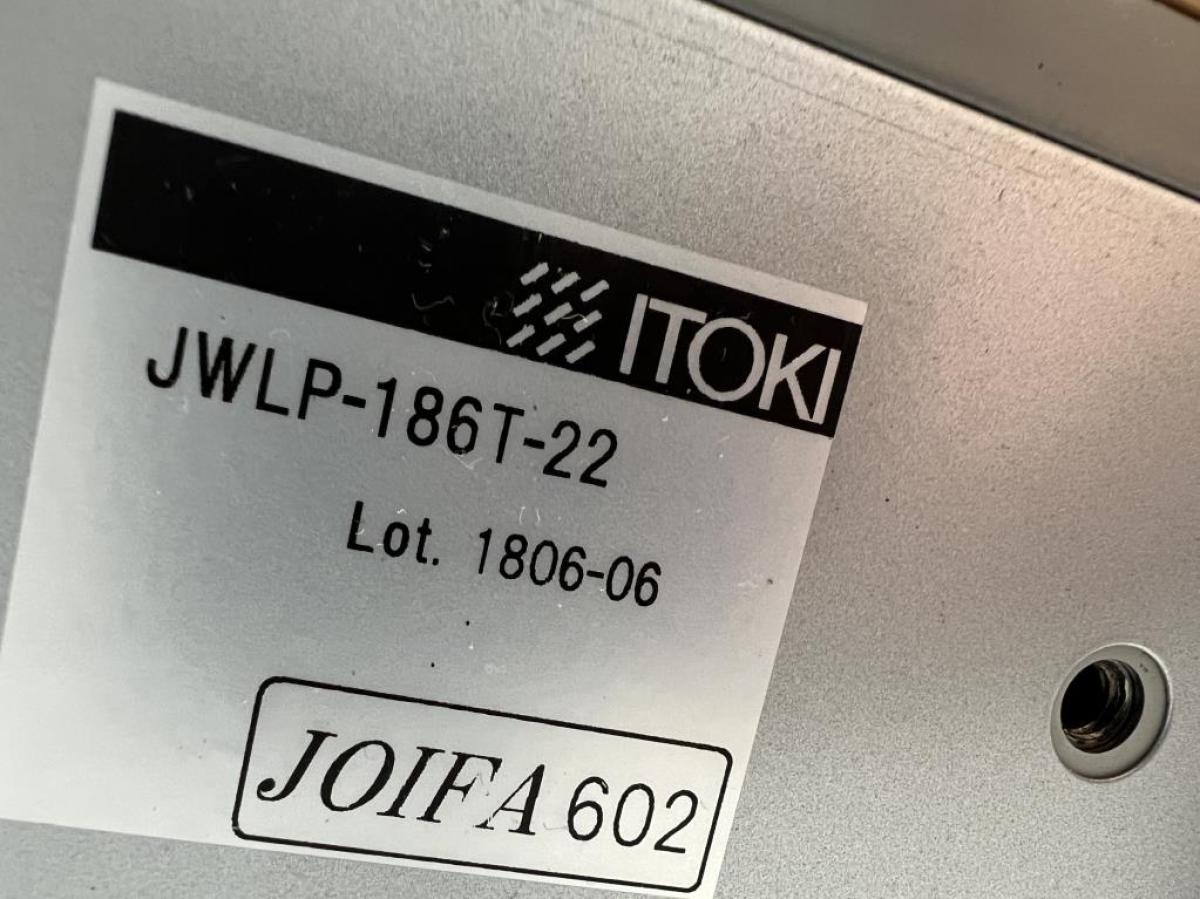 ITOKI
JWLP-186T-22
Lot. 1806-06
JOIFA 602